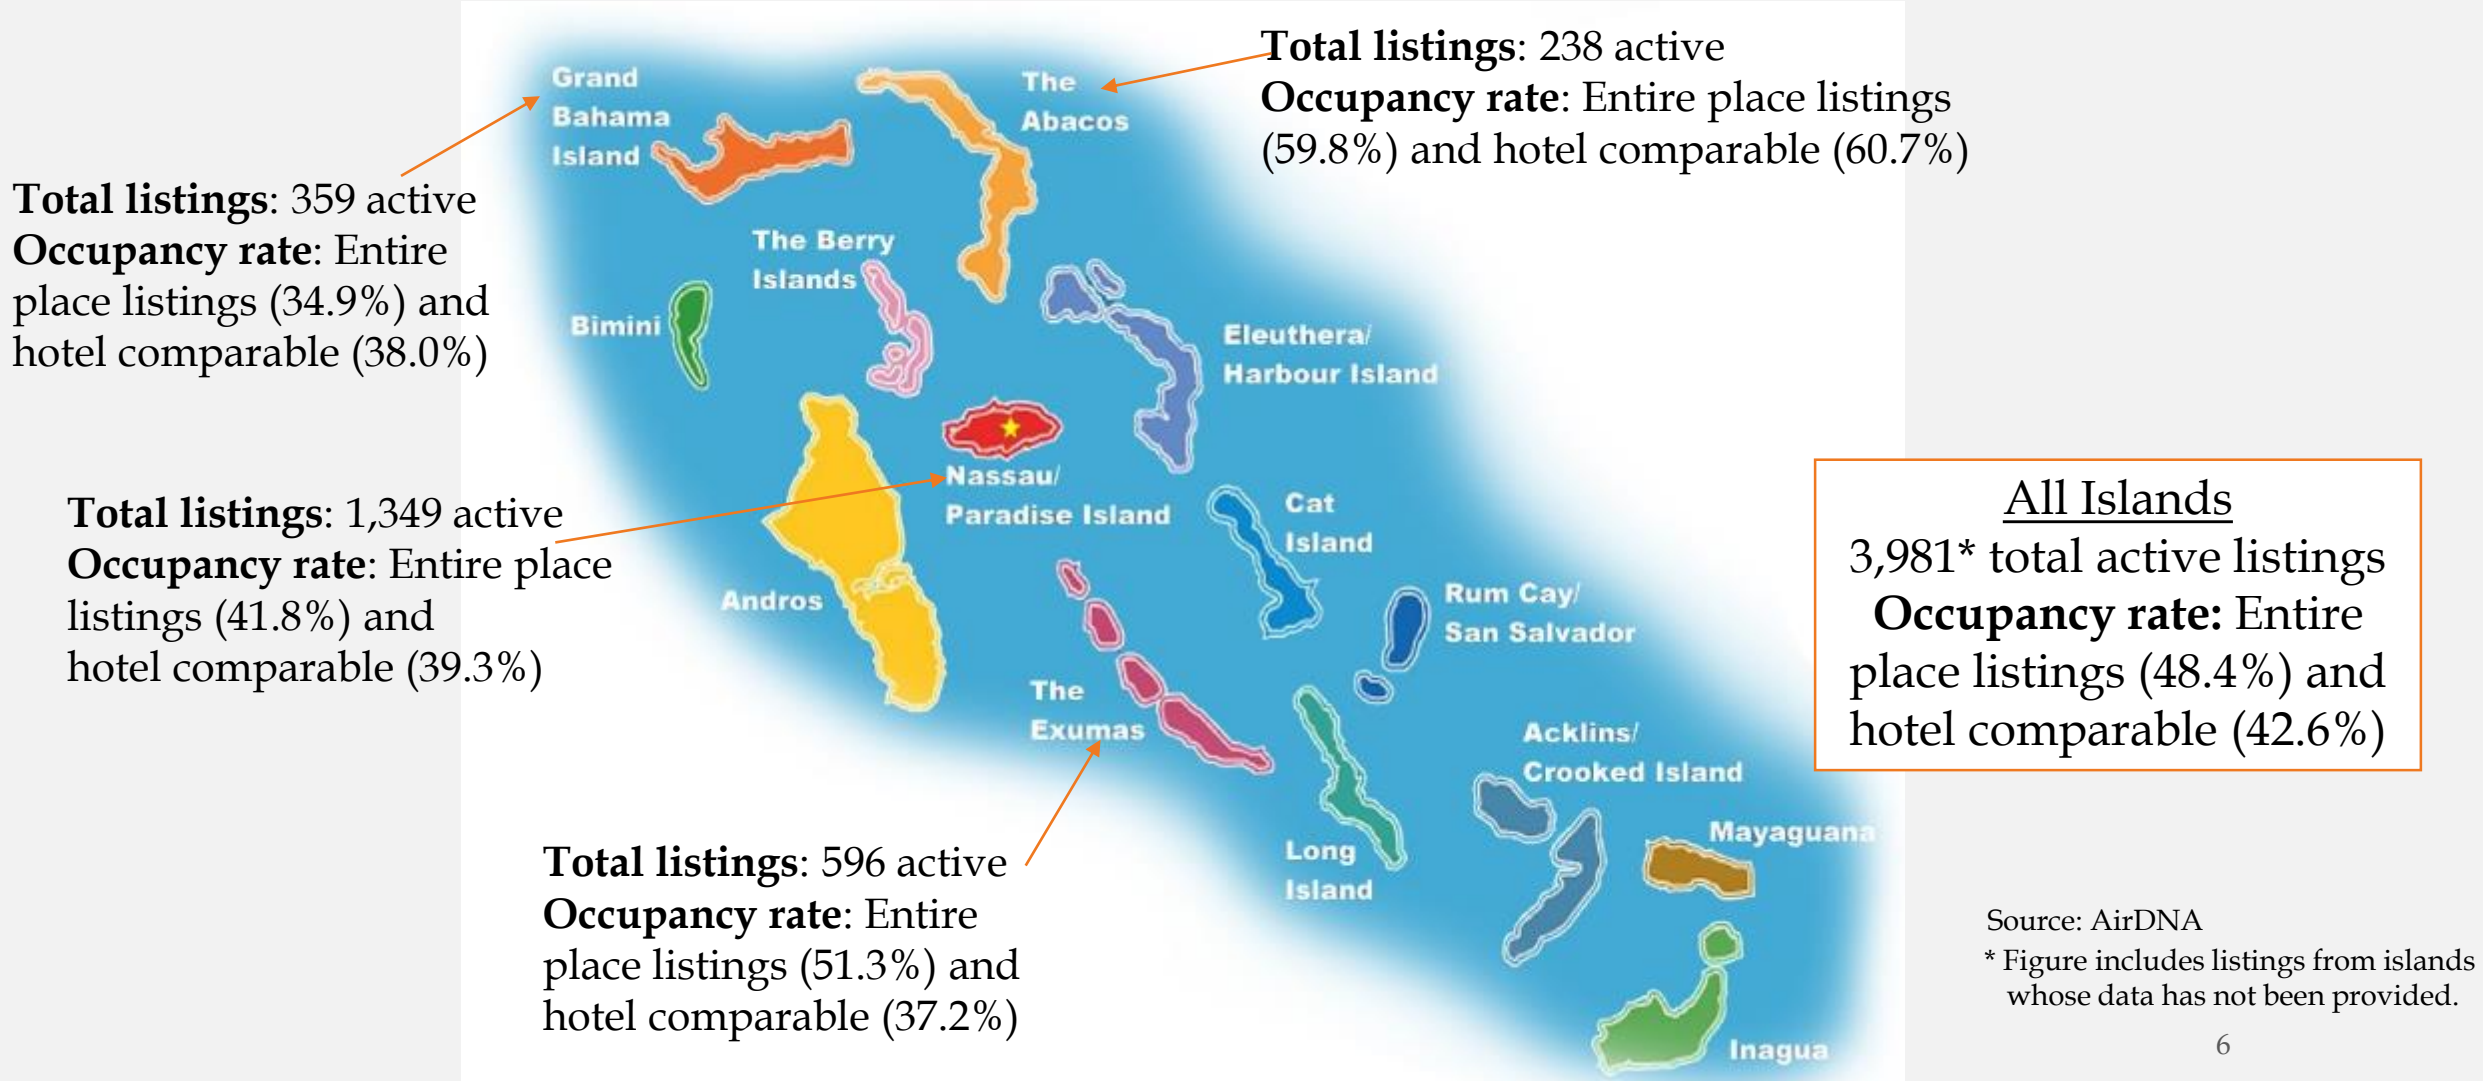 Total listings: 238 active
Occupancy rate: Entire place listings
(59.8%) and hotel comparable (60.7%)
Grand
Bahama
Island
The
Abacos
Total listings: 359 active
Occupancy rate: Entire
place listings (34.9%) and
hotel comparable (38.0%)
The Berry
Islands
Bimini
Eleuthera/
Harbour Island
Nassau/
Paradise Island
Total listings: 1,349 active
Occupancy rate: Entire place
listings (41.8%) and
hotel comparable (39.3%)
Cat
Island
Andros
Rum Cay/
San Salvador
All Islands
3,981* total active listings
Occupancy rate: Entire
place listings (48.4%) and
hotel comparable (42.6%)
The
Exumas
Acklins/
Crooked Island
Mayaguana
Long
Island
Total listings: 596 active
Occupancy rate: Entire
place listings (51.3%) and
hotel comparable (37.2%)
Inagua
Source: AirDNA
* Figure includes listings from islands
whose data has not been provided.
6